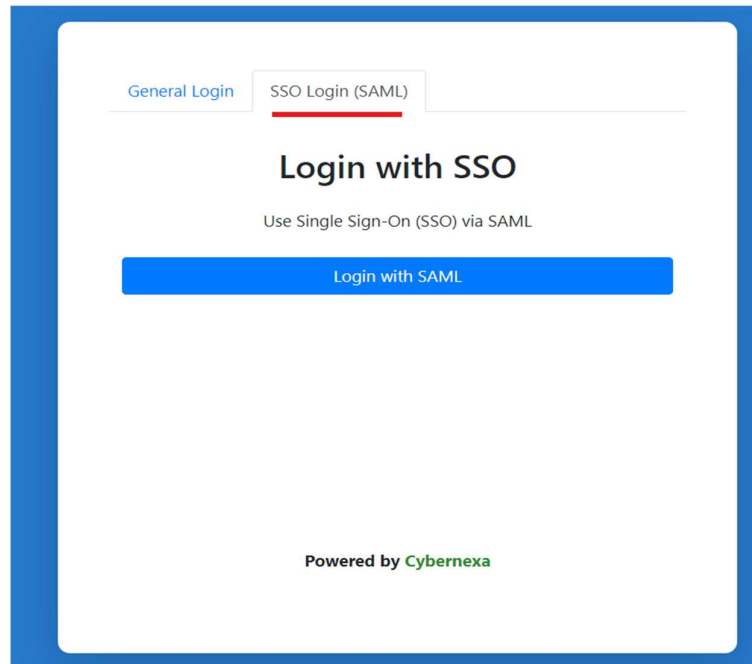 General Login
SSO Login (SAML)
Login with SSO
Use Single Sign-On (SSO) via SAML
Login with SAML
Powered by Cybernexa